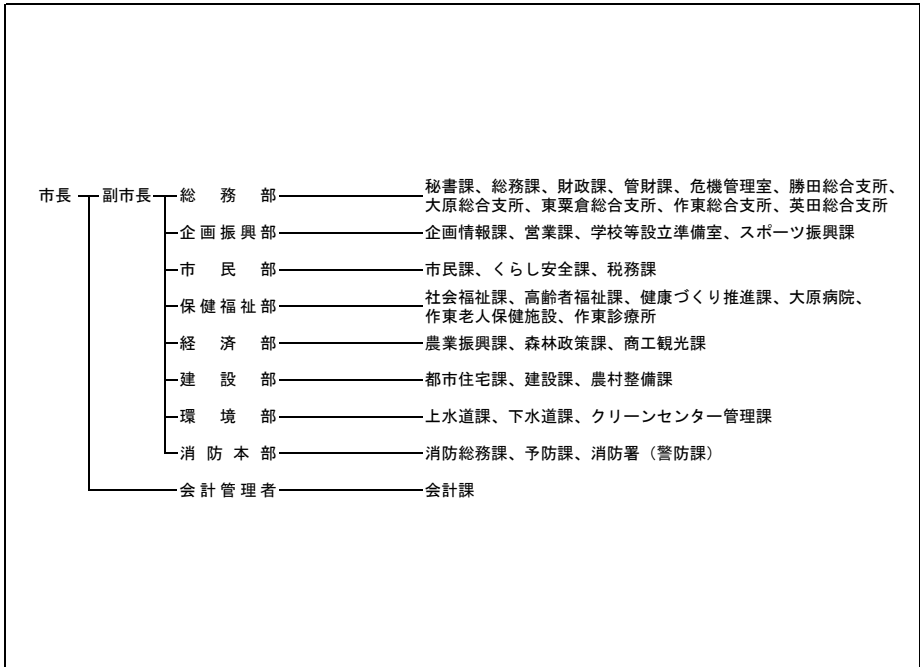 市長 副市長 総務部 秘書課、総務課、財政課、管財課、危機管理室、勝田総合支所、
大原総合支所、東粟倉総合支所、作東総合支所、英田総合支所
企画振興部 企画情報課、営業課、学校等設立準備室、スポーツ振興課
市民部 市民課、くらし安全課、税務課
保健福祉部 社会福祉課、高齢者福祉課、健康づくり推進課、大原病院、
作東老人保健施設、作東診療所
経済部 農業振興課、森林政策課、商工観光課
建設部 都市住宅課、建設課、農村整備課
環境部 上水道課、下水道課、クリーンセンター管理課
消防本部 消防総務課、予防課、消防署（警防課）
会計管理者 会計課